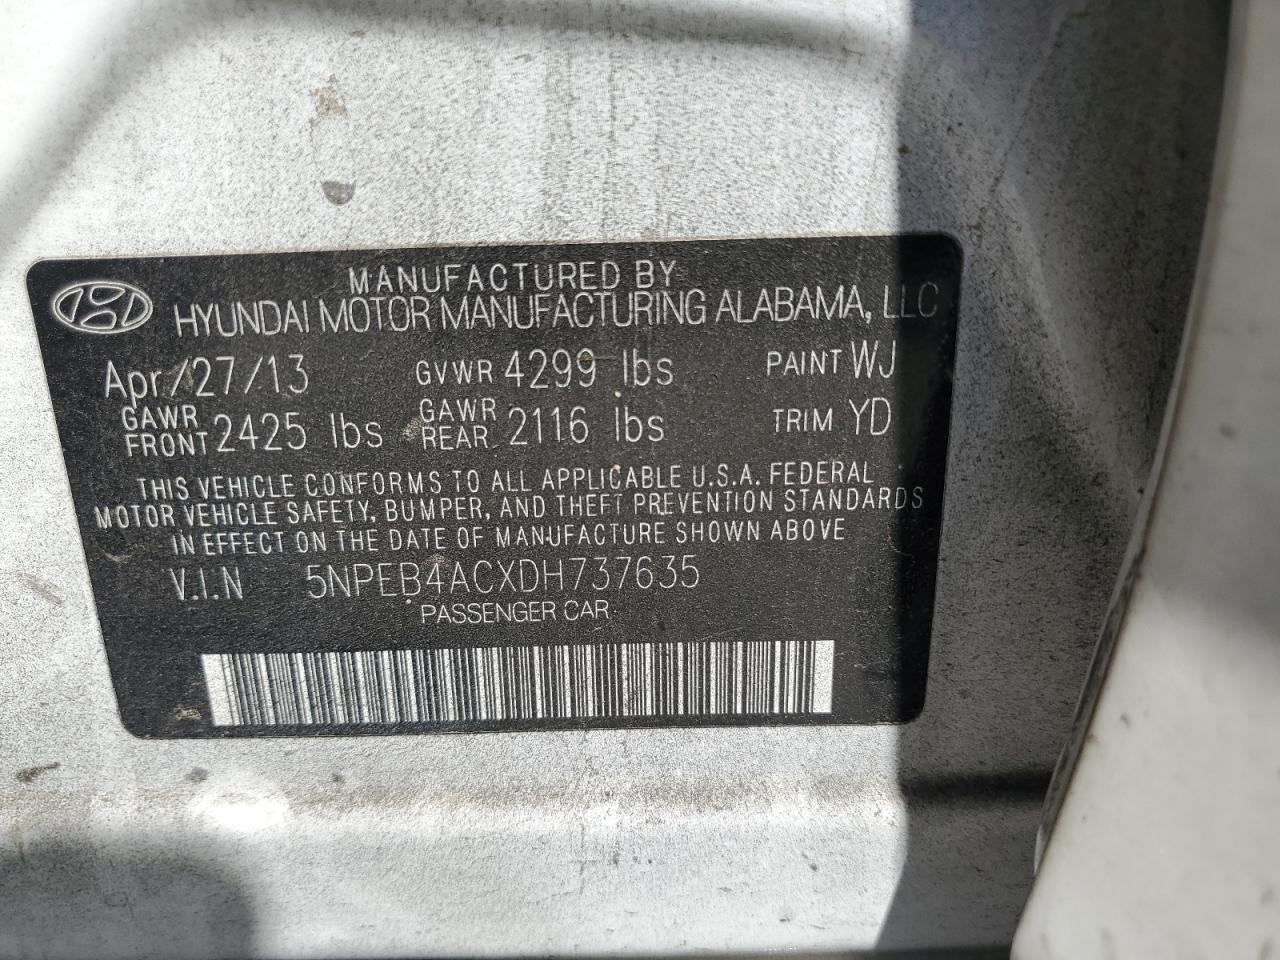 MANUFACTURED BY
HYUNDAI MOTOR MANUFACTURING ALABAMA, LLC
Apr/27/13 GVWR 4299 lbs PAINT WJ
GAWR FRONT 2425 lbs GAWR REAR 2116 lbs TRIM YD
THIS VEHICLE CONFORMS TO ALL APPLICABLE U.S.A. FEDERAL
MOTOR VEHICLE SAFETY, BUMPER, AND THEFT PREVENTION STANDARDS
IN EFFECT ON THE DATE OF MANUFACTURE SHOWN ABOVE
V.I.N 5NPEB4ACXDH737635
PASSENGER CAR